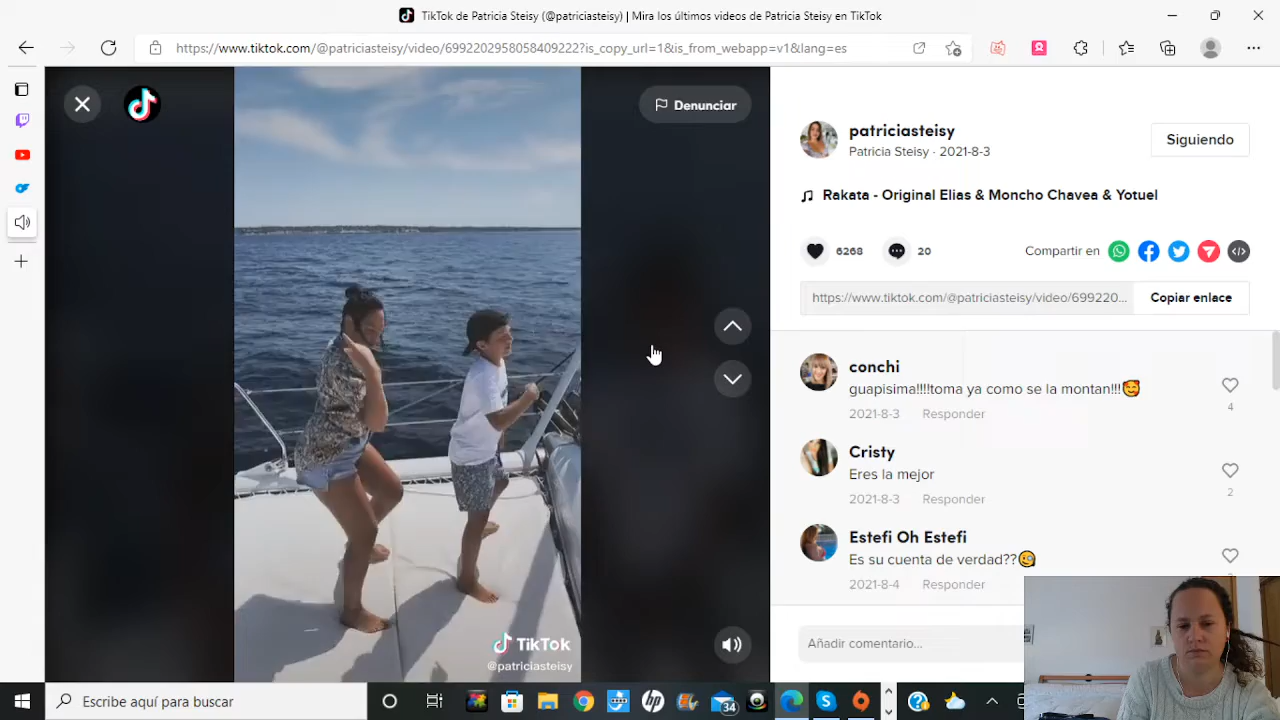 TikTok de Patricia Steisy (@patriciasteisy) | Mira los últimos videos de Patricia Steisy en TikTok
https://www.tiktok.com/@patriciasteisy/video/6992202958058409222?is_copy_url=1&is_from_webapp=v1&lang=es
Denunciar
patriciasteisy
Patricia Steisy · 2021-8-3
Siguiendo
Rakata - Original Elias & Moncho Chavea & Yotuel
6268
20
Compartir en
https://www.tiktok.com/@patriciasteisy/video/699220...
Copiar enlace
conchi
guapisima!!!!toma ya como se la montan!!!🥰
2021-8-3 Responder
4
Cristy
Eres la mejor
2021-8-3 Responder
2
Estefi Oh Estefi
Es su cuenta de verdad??🧐
2021-8-4 Responder
Añadir comentario...
TikTok
@patriciasteisy
Escribe aquí para buscar
34